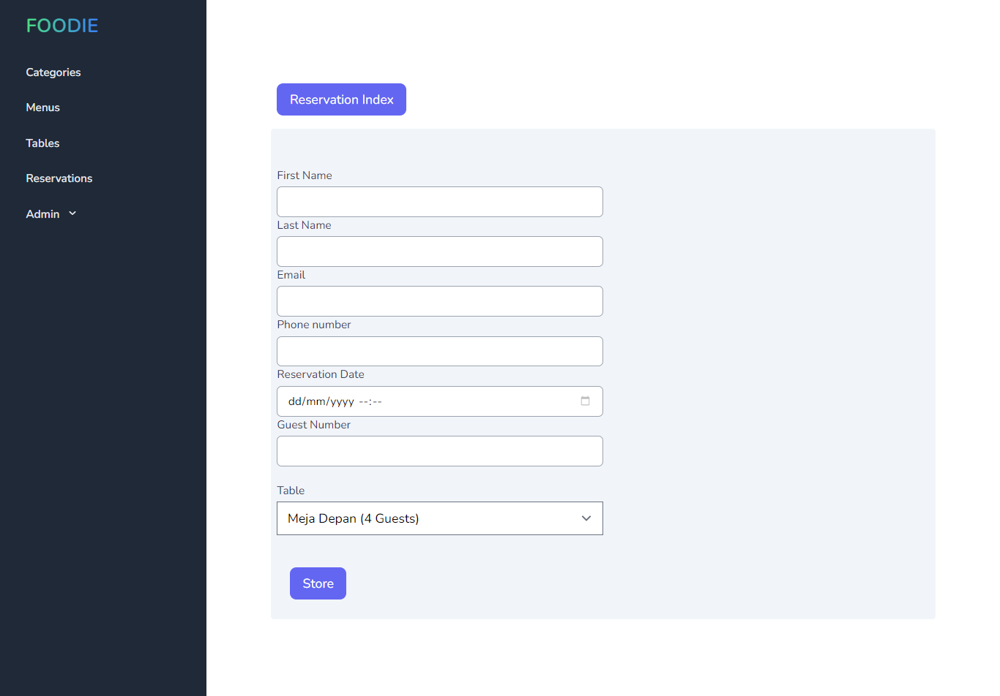 FOODIE
Categories
Menus
Tables
Reservations
Admin
Reservation Index
First Name
Last Name
Email
Phone number
Reservation Date
dd/mm/yyyy --:--
Guest Number
Table
Meja Depan (4 Guests)
Store